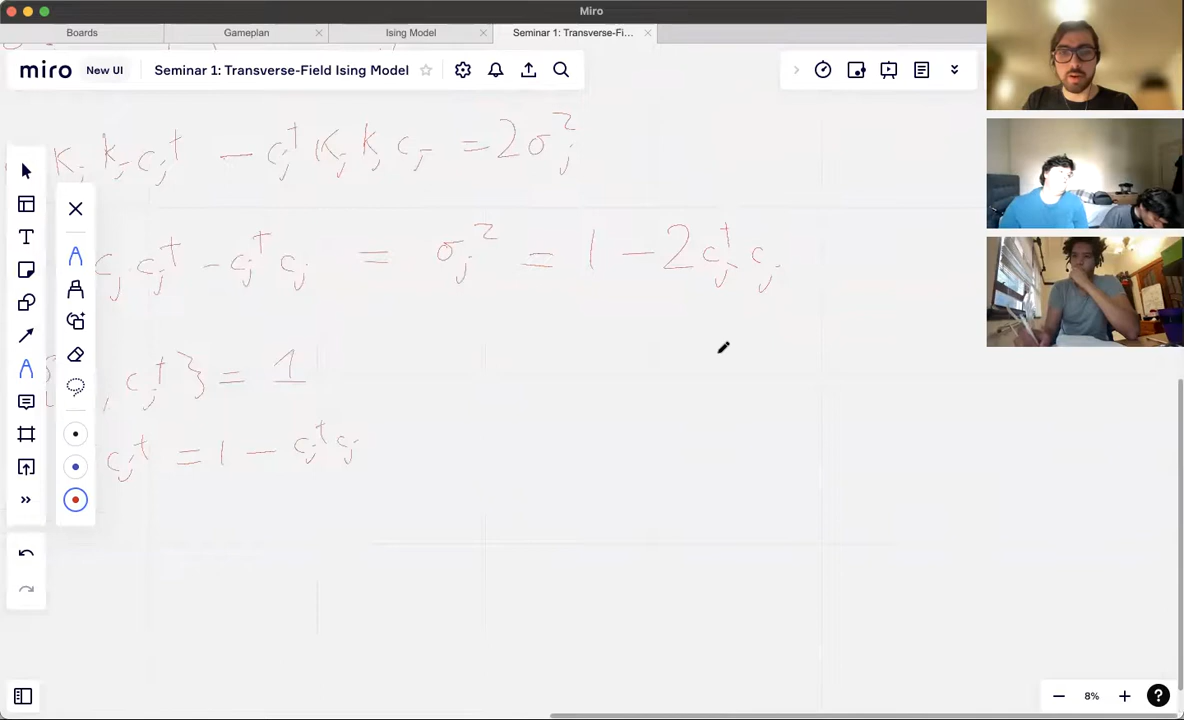 Miro
Boards
Gameplan
Ising Model
Seminar 1: Transverse-Fi...
miro
New UI
Seminar 1: Transverse-Field Ising Model
K_j K_j c_j^† - c_j^† K_j K_j c_j = 2σ_j^z
c_j c_j^† - c_j^† c_j = σ_j^z = 1 - 2c_j^† c_j
, c_j^†} = 1
c_j^† = 1 - c_j^† c_j
8%